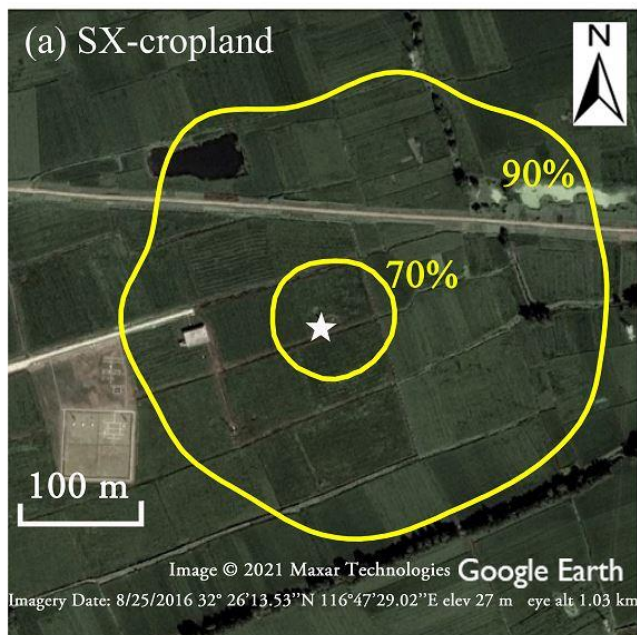 (a) SX-cropland
N
90%
70%
100 m
Image © 2021 Maxar Technologies Google Earth
Imagery Date: 8/25/2016 32° 26’13.53’’N 116°47’29.02’’E elev 27 m eye alt 1.03 km